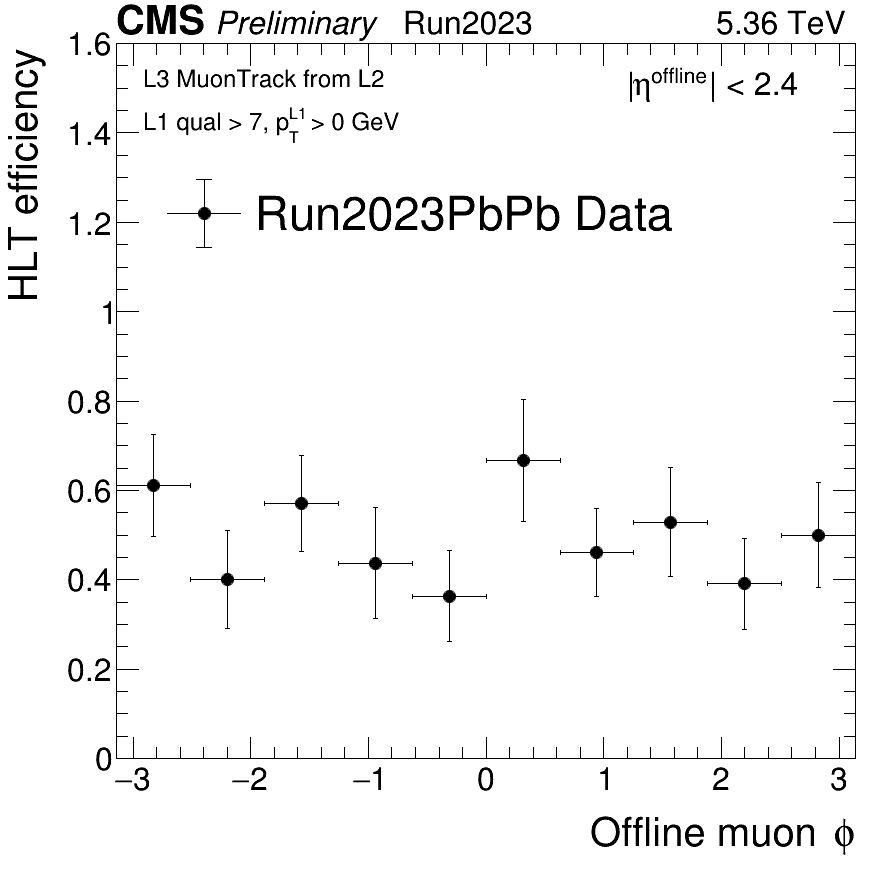 CMS Preliminary Run2023 5.36 TeV
HLT efficiency
1.6
1.4
1.2
1
0.8
0.6
0.4
0.2
0
L3 MuonTrack from L2
|η^offline| < 2.4
L1 qual > 7, p_T^L1 > 0 GeV
Run2023PbPb Data
−3 −2 −1 0 1 2 3
Offline muon ϕ